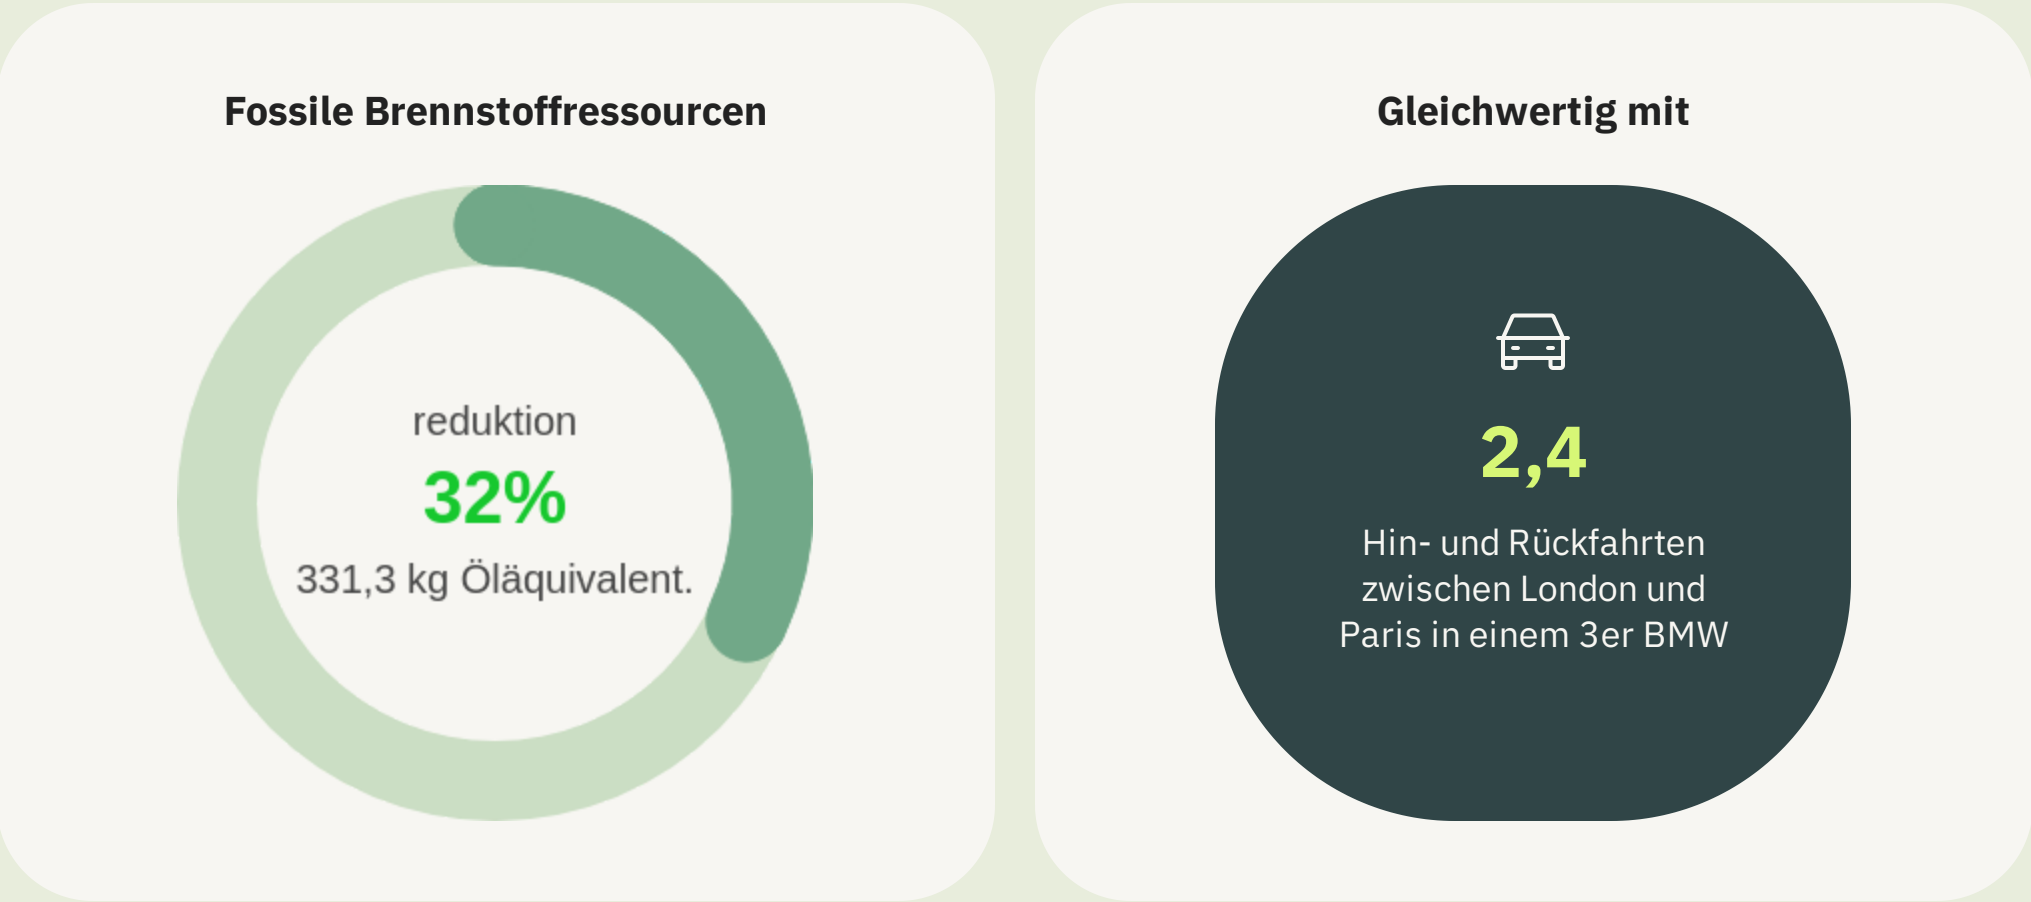 Fossile Brennstoffressourcen
reduktion
32%
331,3 kg Öläquivalent.
Gleichwertig mit
2,4
Hin- und Rückfahrten
zwischen London und
Paris in einem 3er BMW